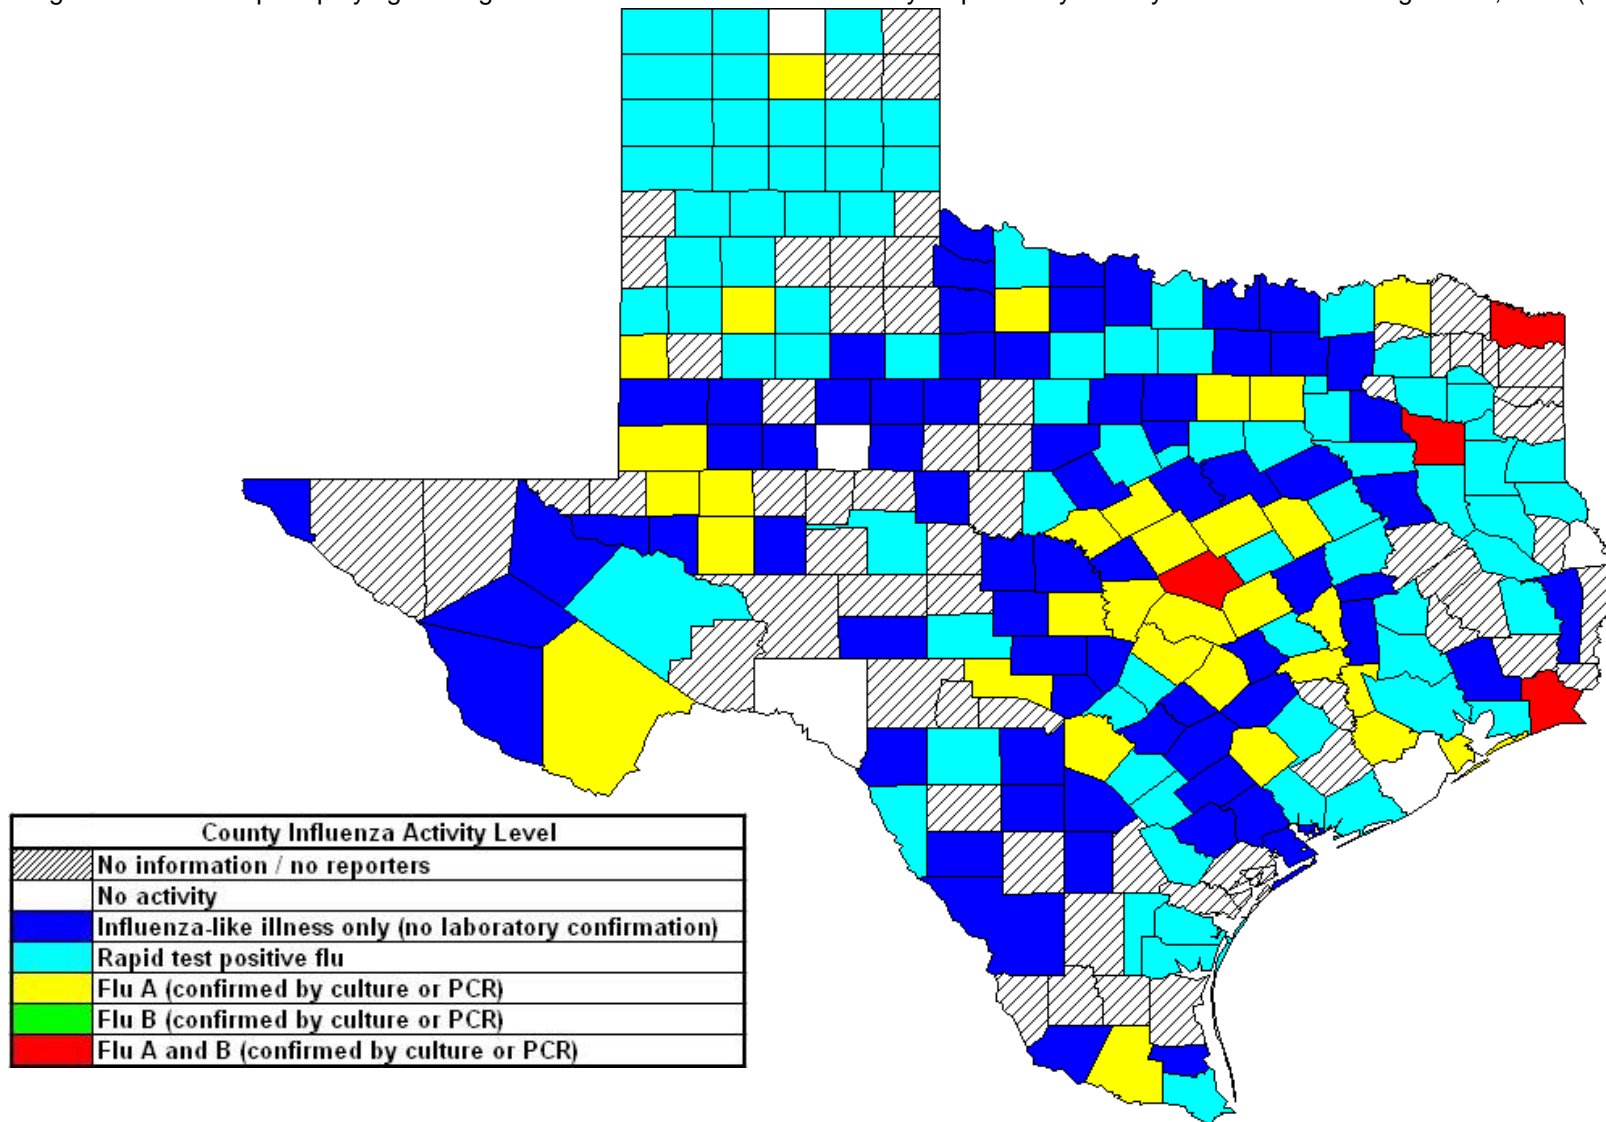 County Influenza Activity Level
No information / no reporters
No activity
Influenza-like illness only (no laboratory confirmation)
Rapid test positive flu
Flu A (confirmed by culture or PCR)
Flu B (confirmed by culture or PCR)
Flu A and B (confirmed by culture or PCR)